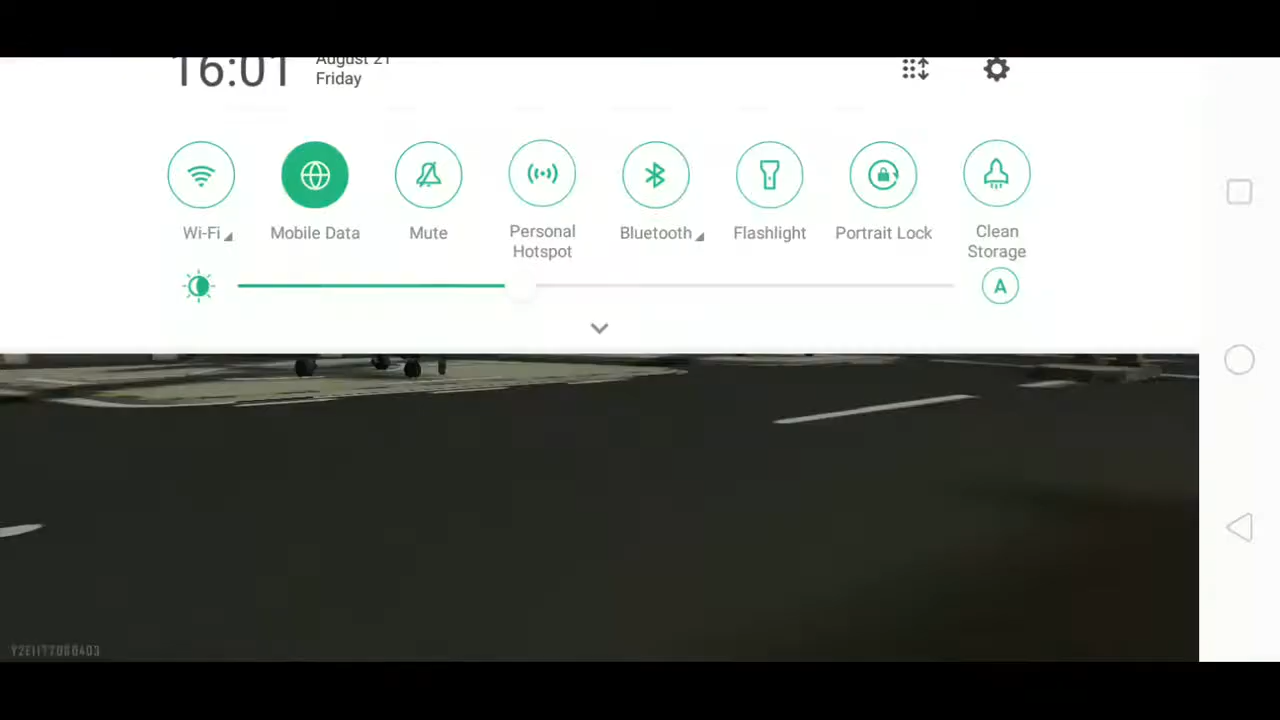 16:01
August 21
Friday
Wi-Fi
Mobile Data
Mute
Personal
Hotspot
Bluetooth
Flashlight
Portrait Lock
Clean
Storage
A